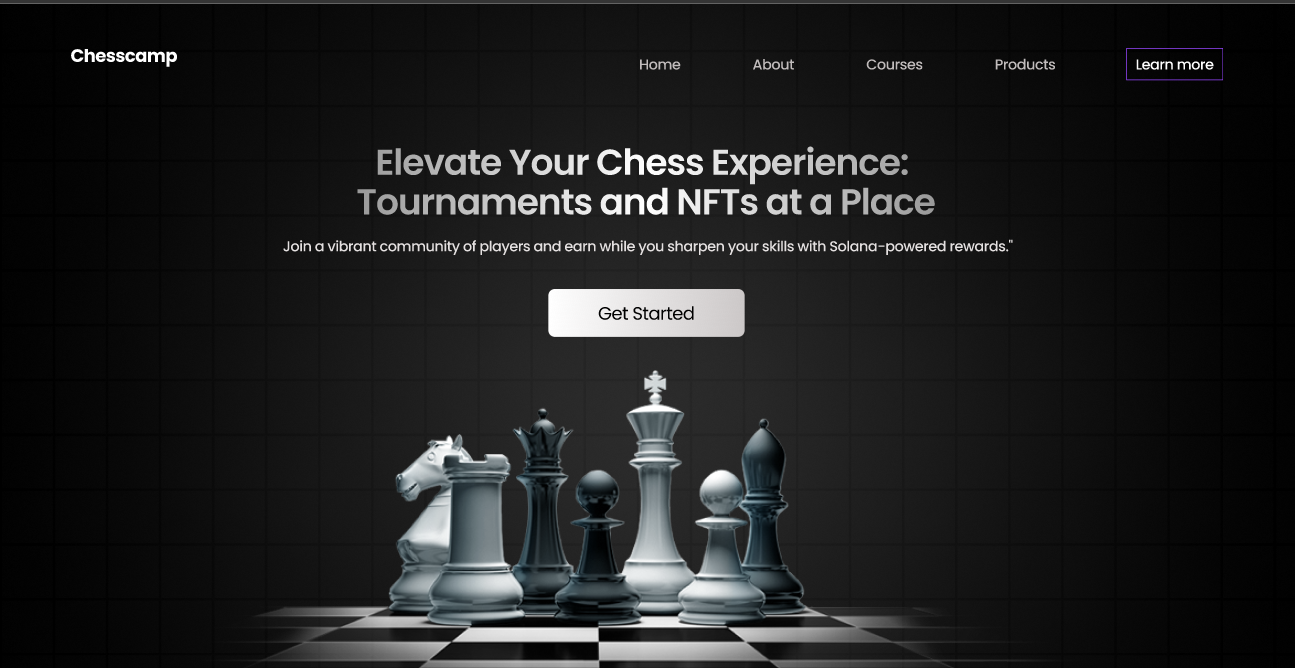 Chesscamp
Home
About
Courses
Products
Learn more
Elevate Your Chess Experience:
Tournaments and NFTs at a Place
Join a vibrant community of players and earn while you sharpen your skills with Solana-powered rewards."
Get Started